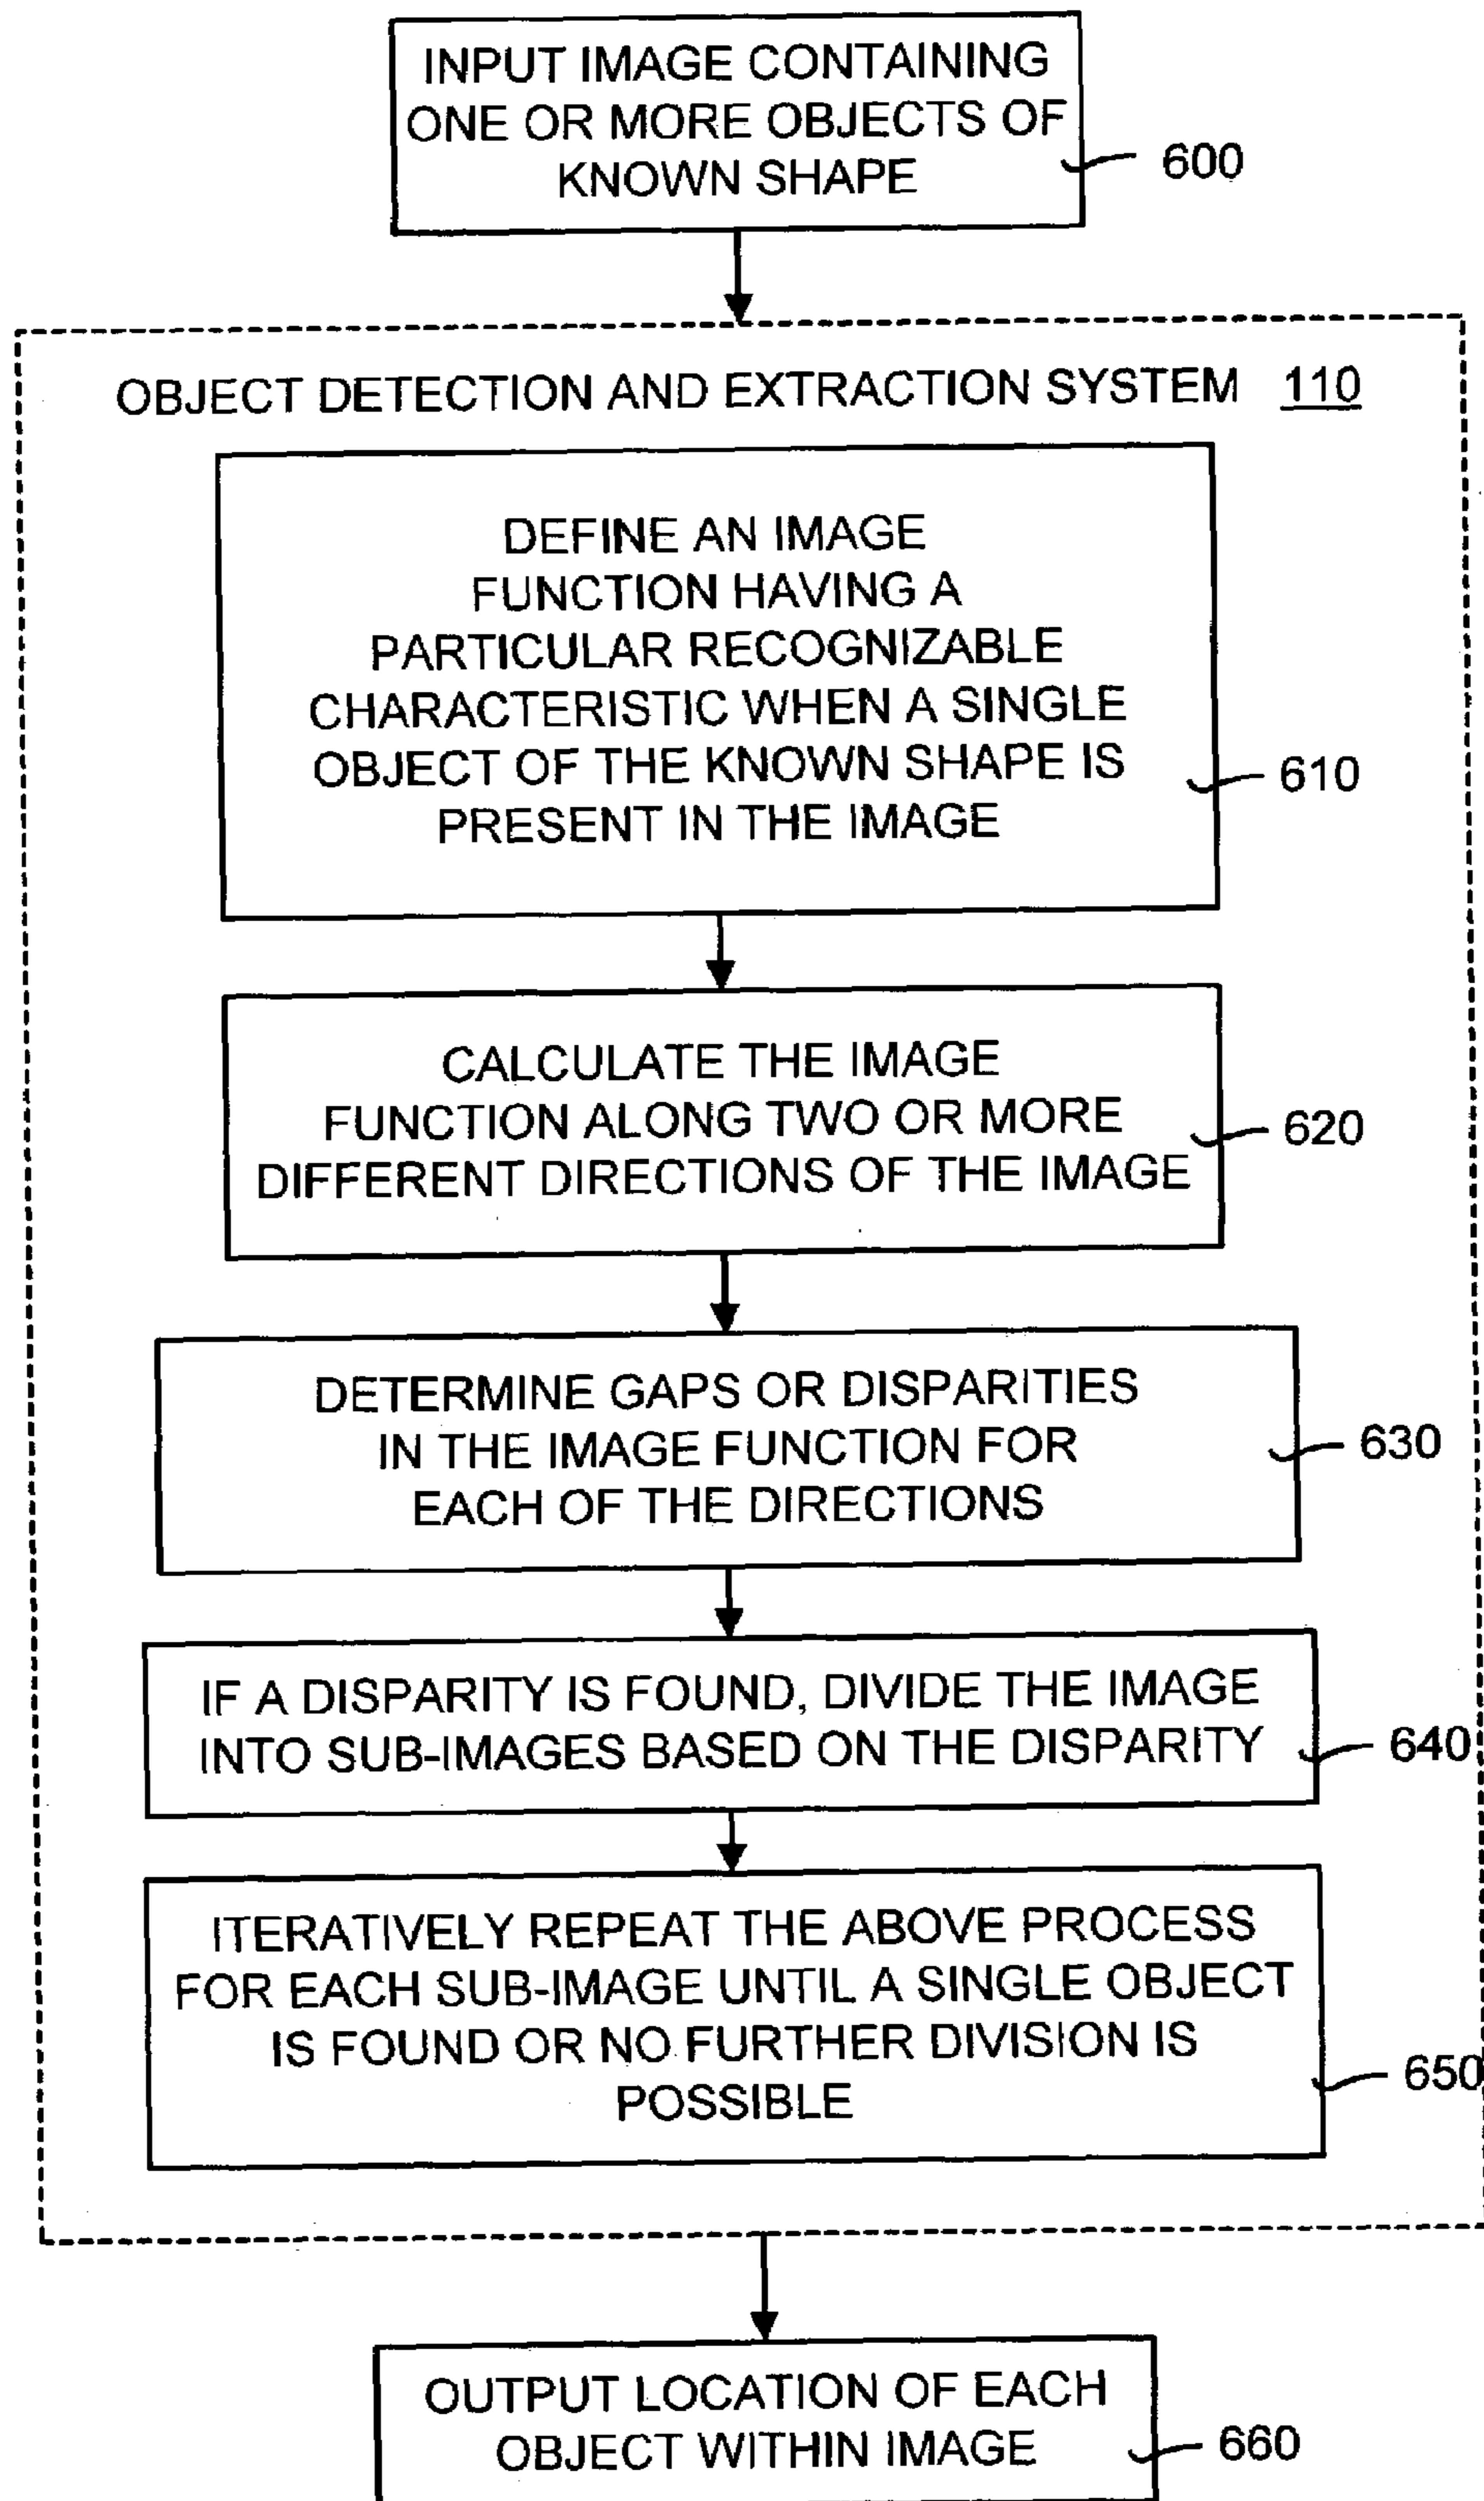 INPUT IMAGE CONTAINING
ONE OR MORE OBJECTS OF
KNOWN SHAPE
600
OBJECT DETECTION AND EXTRACTION SYSTEM 110
DEFINE AN IMAGE
FUNCTION HAVING A
PARTICULAR RECOGNIZABLE
CHARACTERISTIC WHEN A SINGLE
OBJECT OF THE KNOWN SHAPE IS
PRESENT IN THE IMAGE
610
CALCULATE THE IMAGE
FUNCTION ALONG TWO OR MORE
DIFFERENT DIRECTIONS OF THE IMAGE
620
DETERMINE GAPS OR DISPARITIES
IN THE IMAGE FUNCTION FOR
EACH OF THE DIRECTIONS
630
IF A DISPARITY IS FOUND, DIVIDE THE IMAGE
INTO SUB-IMAGES BASED ON THE DISPARITY
640
ITERATIVELY REPEAT THE ABOVE PROCESS
FOR EACH SUB-IMAGE UNTIL A SINGLE OBJECT
IS FOUND OR NO FURTHER DIVISION IS
POSSIBLE
650
OUTPUT LOCATION OF EACH
OBJECT WITHIN IMAGE
660